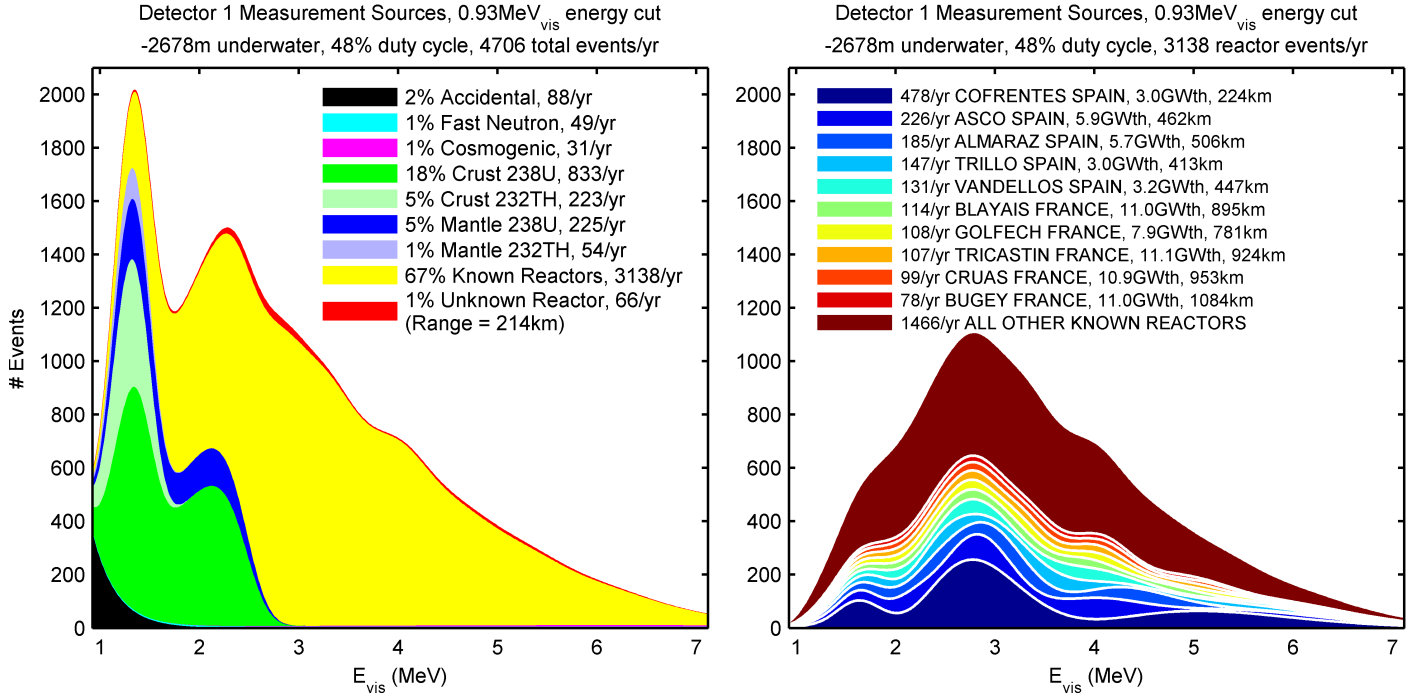 Detector 1 Measurement Sources, 0.93MeVvis energy cut
-2678m underwater, 48% duty cycle, 4706 total events/yr
2000
1800
1600
1400
1200
1000
800
600
400
200
0
# Events
2% Accidental, 88/yr
1% Fast Neutron, 49/yr
1% Cosmogenic, 31/yr
18% Crust 238U, 833/yr
5% Crust 232TH, 223/yr
5% Mantle 238U, 225/yr
1% Mantle 232TH, 54/yr
67% Known Reactors, 3138/yr
1% Unknown Reactor, 66/yr
(Range = 214km)
1 2 3 4 5 6 7
Evis (MeV)
Detector 1 Measurement Sources, 0.93MeVvis energy cut
-2678m underwater, 48% duty cycle, 3138 reactor events/yr
2000
1800
1600
1400
1200
1000
800
600
400
200
0
478/yr COFRENTES SPAIN, 3.0GWth, 224km
226/yr ASCO SPAIN, 5.9GWth, 462km
185/yr ALMARAZ SPAIN, 5.7GWth, 506km
147/yr TRILLO SPAIN, 3.0GWth, 413km
131/yr VANDELLOS SPAIN, 3.2GWth, 447km
114/yr BLAYAIS FRANCE, 11.0GWth, 895km
108/yr GOLFECH FRANCE, 7.9GWth, 781km
107/yr TRICASTIN FRANCE, 11.1GWth, 924km
99/yr CRUAS FRANCE, 10.9GWth, 953km
78/yr BUGEY FRANCE, 11.0GWth, 1084km
1466/yr ALL OTHER KNOWN REACTORS
1 2 3 4 5 6 7
Evis (MeV)